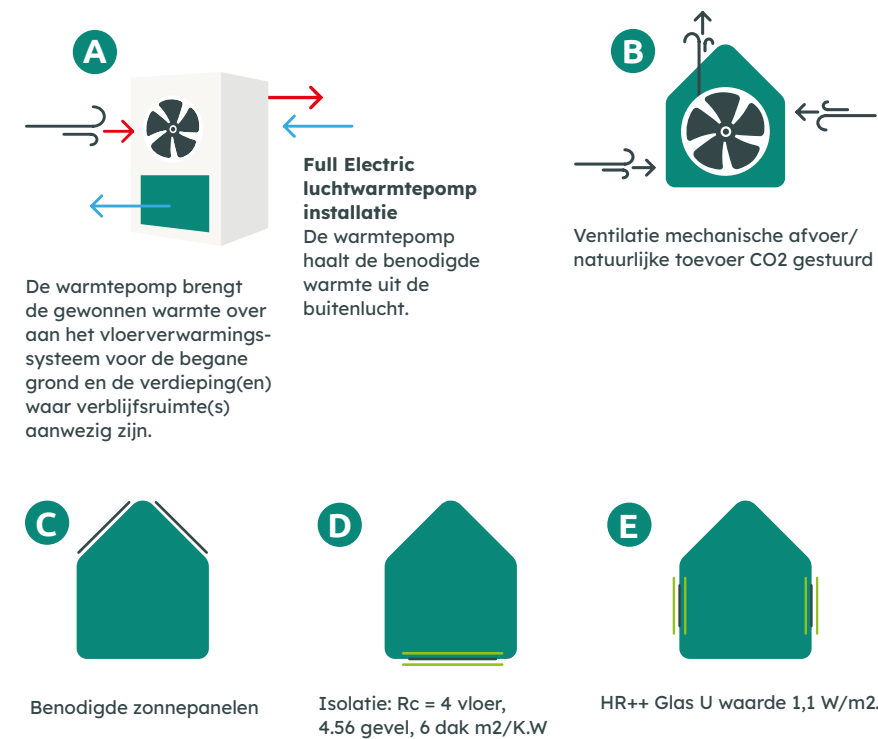 A
De warmtepomp brengt
de gewonnen warmte over
aan het vloerverwarmings-
systeem voor de begane
grond en de verdieping(en)
waar verblijfsruimte(s)
aanwezig zijn.
Full Electric
luchtwarmtepomp
installatie
De warmtepomp
haalt de benodigde
warmte uit de
buitenlucht.
B
Ventilatie mechanische afvoer/
natuurlijke toevoer CO2 gestuurd
C
Benodigde zonnepanelen
D
Isolatie: Rc = 4 vloer,
4.56 gevel, 6 dak m2/K.W
E
HR++ Glas U waarde 1,1 W/m2.